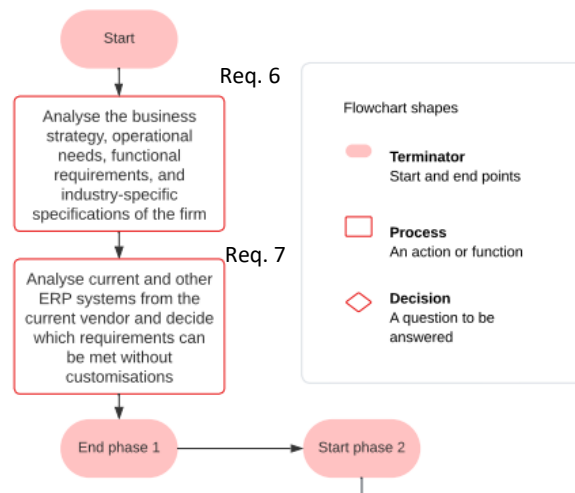 Start
Req. 6
Analyse the business
strategy, operational
needs, functional
requirements, and
industry-specific
specifications of the firm
Req. 7
Analyse current and other
ERP systems from the
current vendor and decide
which requirements can
be met without
customisations
End phase 1
Start phase 2
Flowchart shapes
Terminator
Start and end points
Process
An action or function
Decision
A question to be
answered